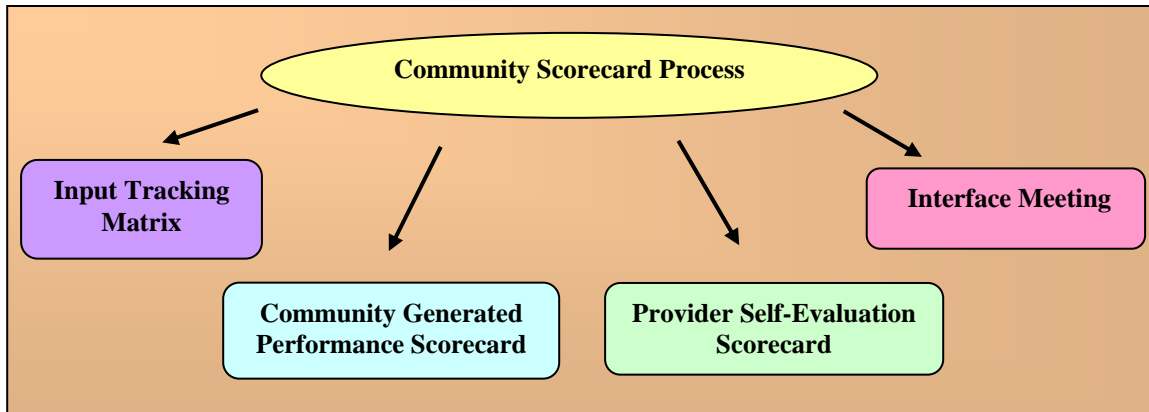 Community Scorecard Process
Input Tracking
Matrix
Interface Meeting
Community Generated
Performance Scorecard
Provider Self-Evaluation
Scorecard